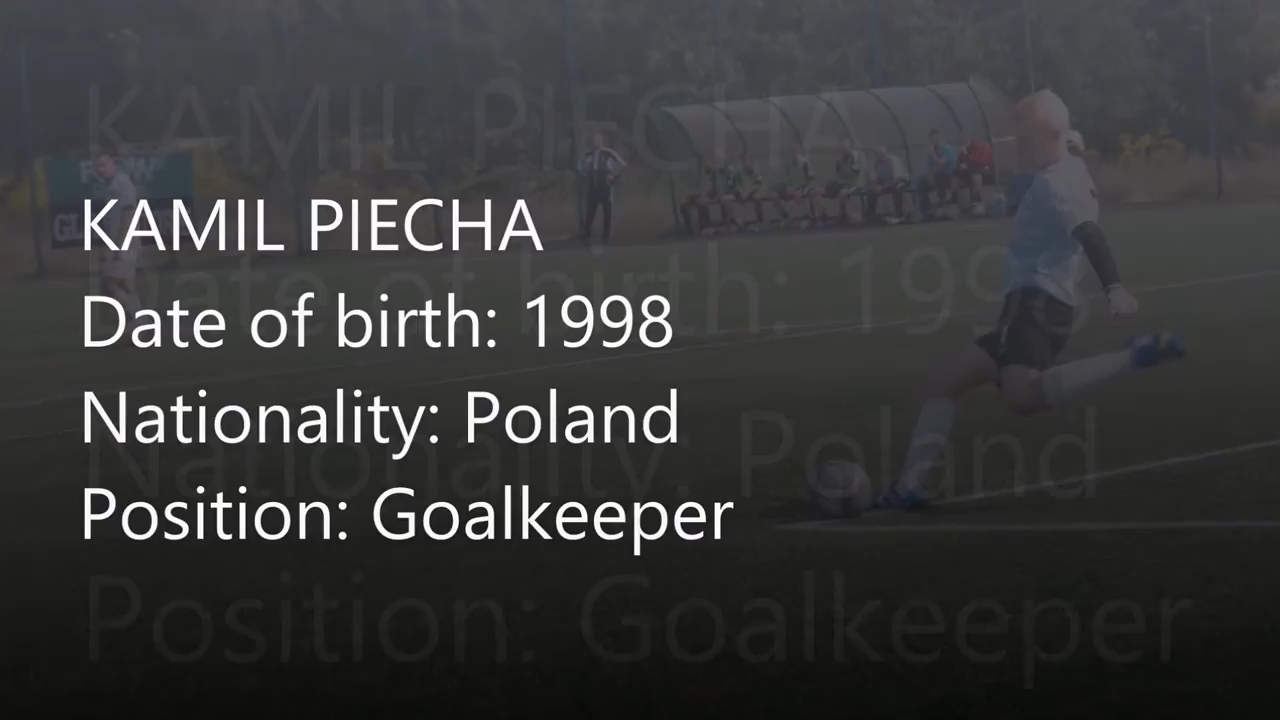 KAMIL PIECHA
Date of birth: 1998
Nationality: Poland
Position: Goalkeeper